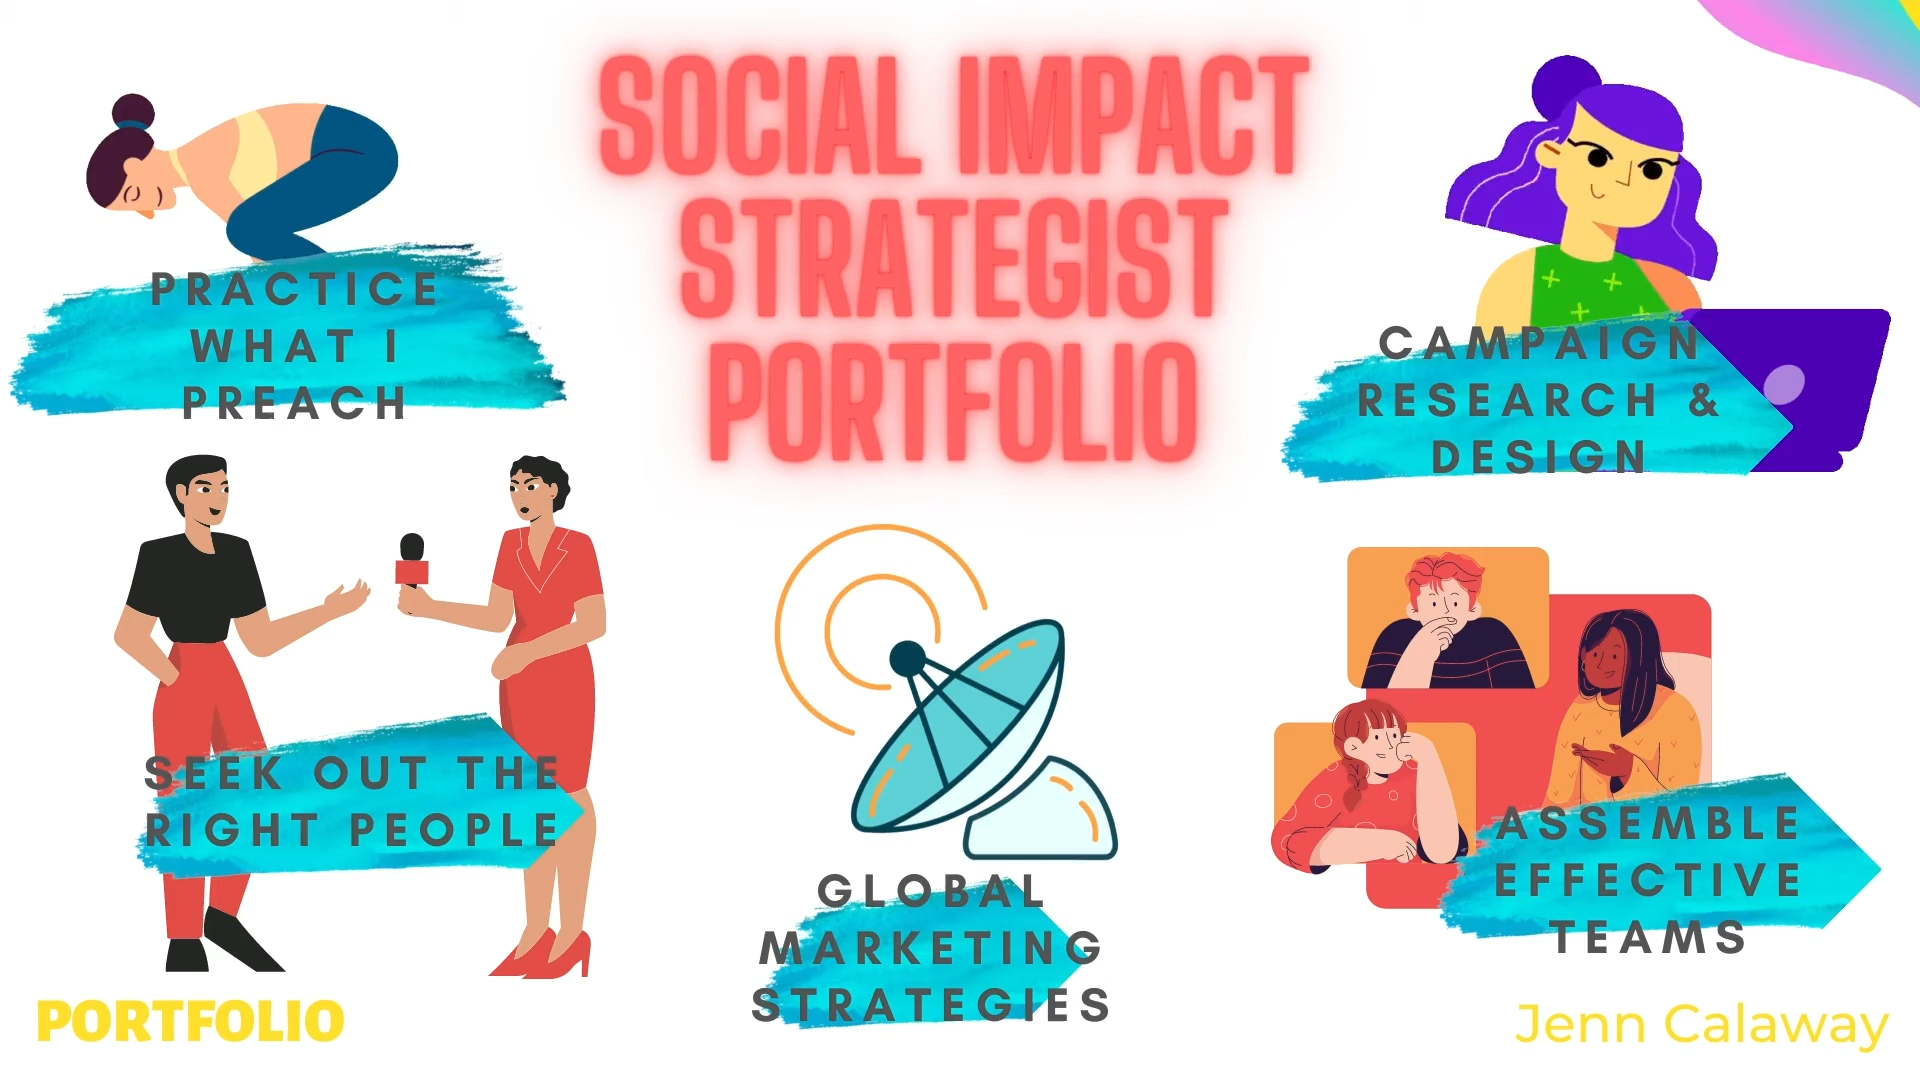 SOCIAL IMPACT
STRATEGIST
PORTFOLIO
PRACTICE
WHAT I
PREACH
CAMPAIGN
RESEARCH &
DESIGN
SEEK OUT THE
RIGHT PEOPLE
GLOBAL
MARKETING
STRATEGIES
ASSEMBLE
EFFECTIVE
TEAMS
PORTFOLIO
Jenn Calaway